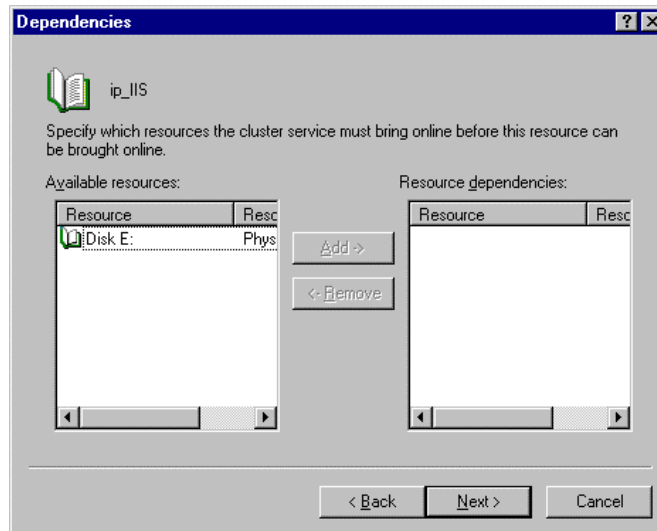 Dependencies
ip_IIS
Specify which resources the cluster service must bring online before this resource can
be brought online.
Available resources:
Resource dependencies:
Resource Resc
Resource Resc
Disk E: Phys
Add ->
<- Remove
< Back
Next >
Cancel